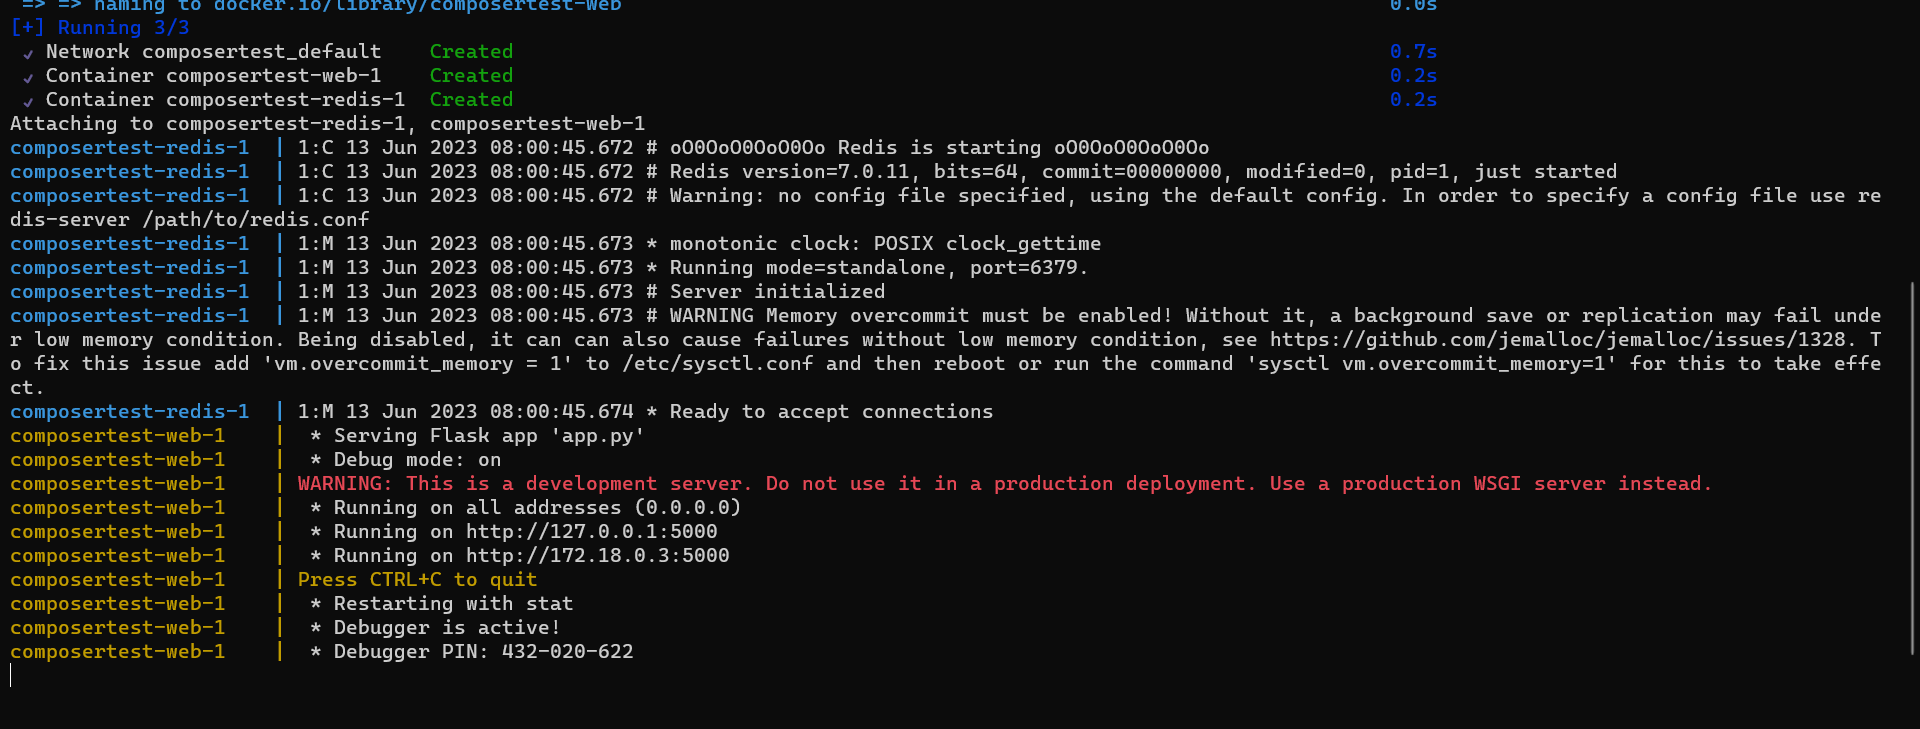 => => naming to docker.io/library/composertest-web 0.0s
[+] Running 3/3
✓ Network composertest_default Created 0.7s
✓ Container composertest-web-1 Created 0.2s
✓ Container composertest-redis-1 Created 0.2s
Attaching to composertest-redis-1, composertest-web-1
composertest-redis-1 | 1:C 13 Jun 2023 08:00:45.672 # oO0OoO0OoO0Oo Redis is starting oO0OoO0OoO0Oo
composertest-redis-1 | 1:C 13 Jun 2023 08:00:45.672 # Redis version=7.0.11, bits=64, commit=00000000, modified=0, pid=1, just started
composertest-redis-1 | 1:C 13 Jun 2023 08:00:45.672 # Warning: no config file specified, using the default config. In order to specify a config file use re
dis-server /path/to/redis.conf
composertest-redis-1 | 1:M 13 Jun 2023 08:00:45.673 * monotonic clock: POSIX clock_gettime
composertest-redis-1 | 1:M 13 Jun 2023 08:00:45.673 * Running mode=standalone, port=6379.
composertest-redis-1 | 1:M 13 Jun 2023 08:00:45.673 # Server initialized
composertest-redis-1 | 1:M 13 Jun 2023 08:00:45.673 # WARNING Memory overcommit must be enabled! Without it, a background save or replication may fail unde
r low memory condition. Being disabled, it can can also cause failures without low memory condition, see https://github.com/jemalloc/jemalloc/issues/1328. T
o fix this issue add 'vm.overcommit_memory = 1' to /etc/sysctl.conf and then reboot or run the command 'sysctl vm.overcommit_memory=1' for this to take effe
ct.
composertest-redis-1 | 1:M 13 Jun 2023 08:00:45.674 * Ready to accept connections
composertest-web-1 | * Serving Flask app 'app.py'
composertest-web-1 | * Debug mode: on
composertest-web-1 | WARNING: This is a development server. Do not use it in a production deployment. Use a production WSGI server instead.
composertest-web-1 | * Running on all addresses (0.0.0.0)
composertest-web-1 | * Running on http://127.0.0.1:5000
composertest-web-1 | * Running on http://172.18.0.3:5000
composertest-web-1 | Press CTRL+C to quit
composertest-web-1 | * Restarting with stat
composertest-web-1 | * Debugger is active!
composertest-web-1 | * Debugger PIN: 432-020-622